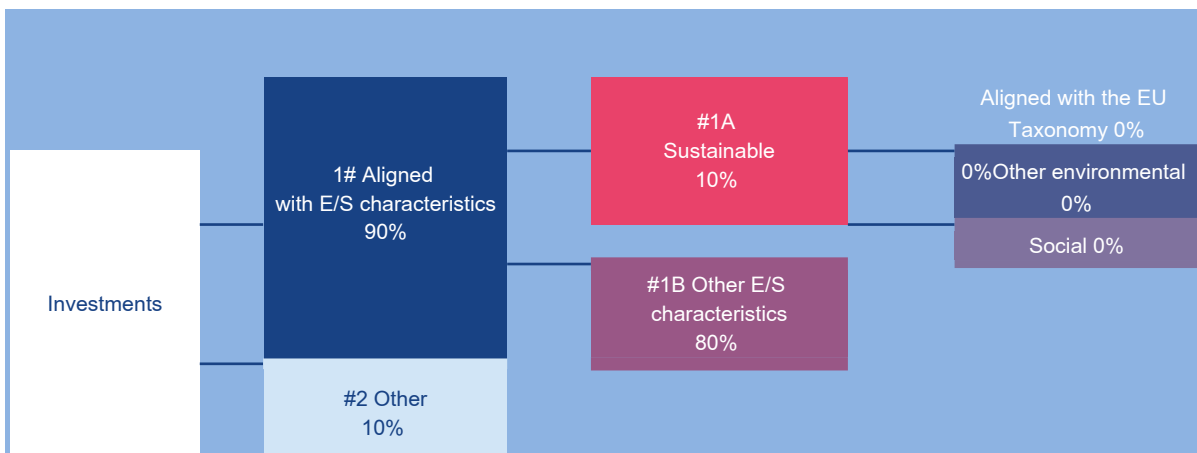 Investments
1# Aligned
with E/S characteristics
90%
#2 Other
10%
#1A
Sustainable
10%
#1B Other E/S
characteristics
80%
Aligned with the EU
Taxonomy 0%
0%Other environmental
0%
Social 0%